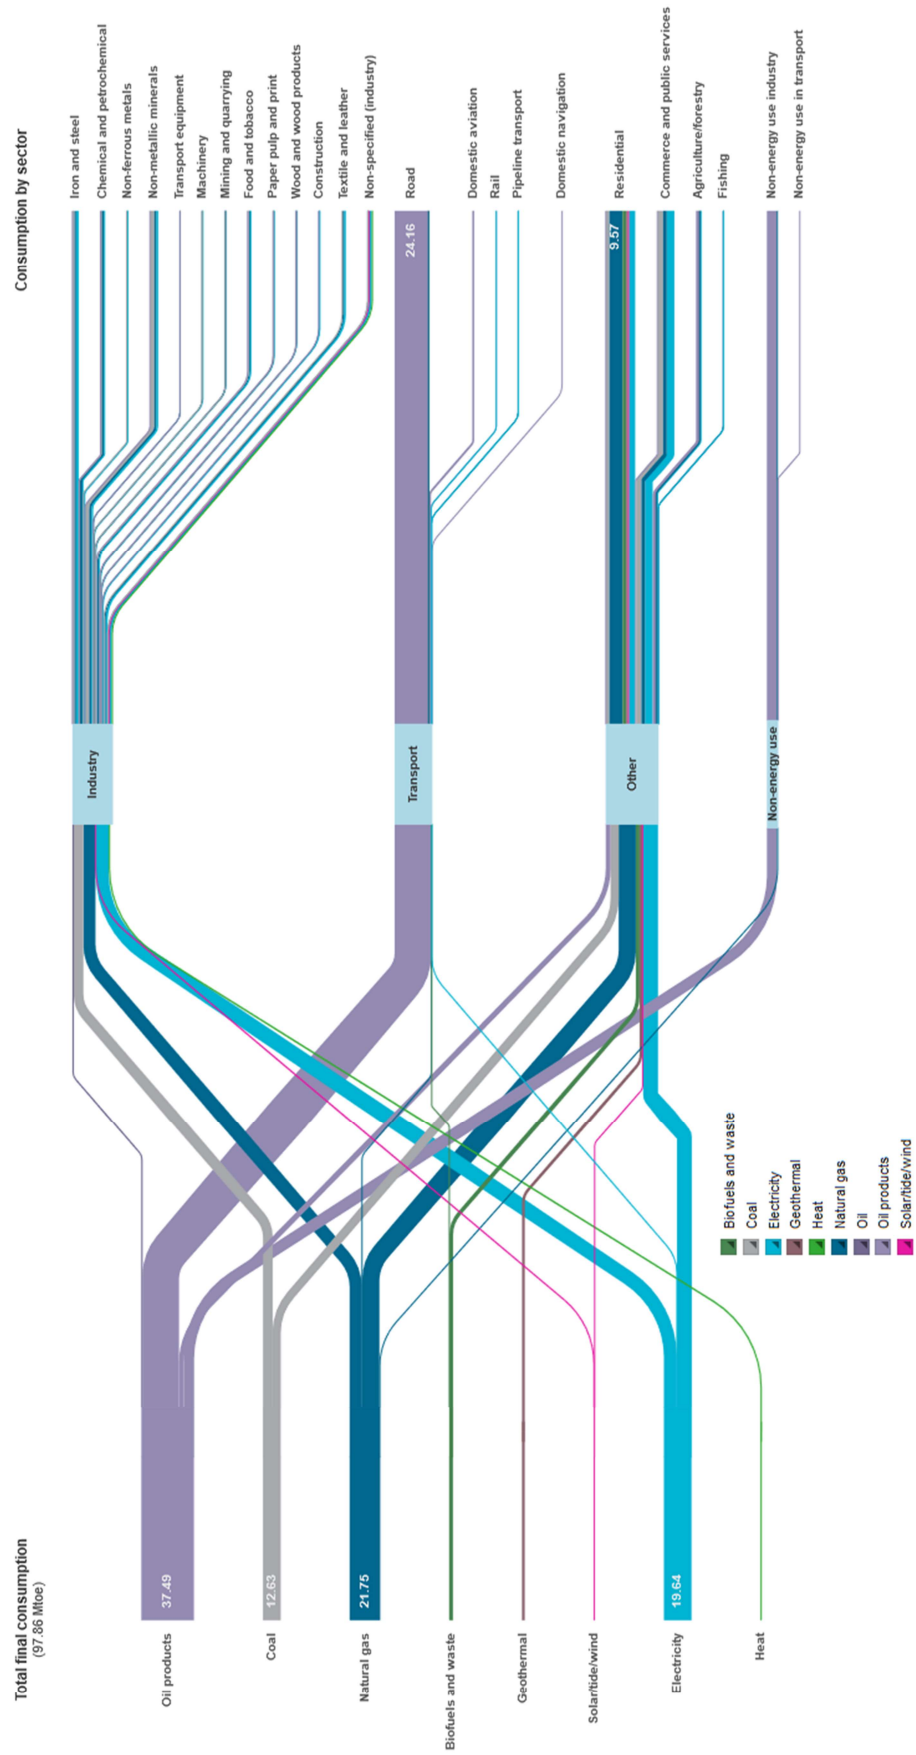 Total final consumption
(97.86 Mtoe)
Consumption by sector
Oil products
37.49
Coal
12.63
Natural gas
21.75
Biofuels and waste
Geothermal
Solar/tide/wind
Electricity
19.64
Heat
Industry
Transport
Other
Non-energy use
Iron and steel
Chemical and petrochemical
Non-ferrous metals
Non-metallic minerals
Transport equipment
Machinery
Mining and quarrying
Food and tobacco
Paper pulp and print
Wood and wood products
Construction
Textile and leather
Non-specified (industry)
Road
24.16
Domestic aviation
Rail
Pipeline transport
Domestic navigation
Residential
9.57
Commerce and public services
Agriculture/forestry
Fishing
Non-energy use industry
Non-energy use in transport
Biofuels and waste
Coal
Electricity
Geothermal
Heat
Natural gas
Oil
Oil products
Solar/tide/wind